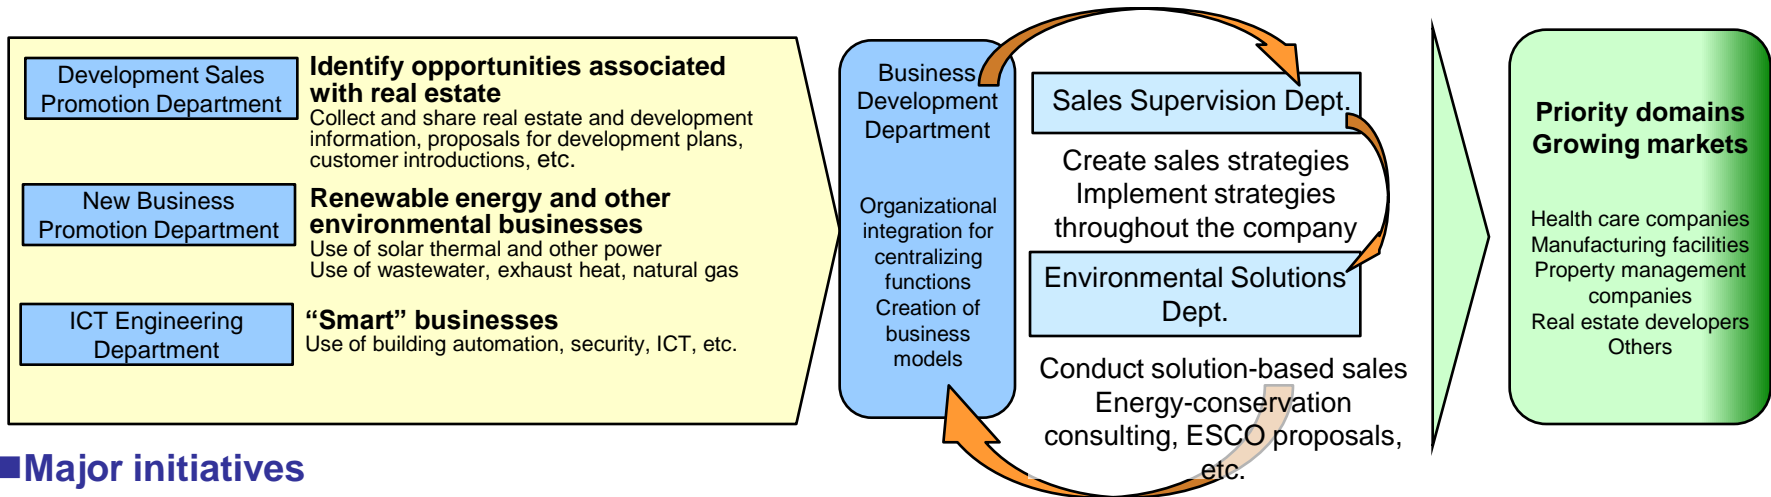 Development Sales
Promotion Department
Identify opportunities associated
with real estate
Collect and share real estate and development
information, proposals for development plans,
customer introductions, etc.
New Business
Promotion Department
Renewable energy and other
environmental businesses
Use of solar thermal and other power
Use of wastewater, exhaust heat, natural gas
ICT Engineering
Department
“Smart” businesses
Use of building automation, security, ICT, etc.
Business
Development
Department
Organizational
integration for
centralizing
functions
Creation of
business
models
Sales Supervision Dept.
Create sales strategies
Implement strategies
throughout the company
Environmental Solutions
Dept.
Conduct solution-based sales
Energy-conservation
consulting, ESCO proposals,
etc.
Priority domains
Growing markets
Health care companies
Manufacturing facilities
Property management
companies
Real estate developers
Others
■Major initiatives